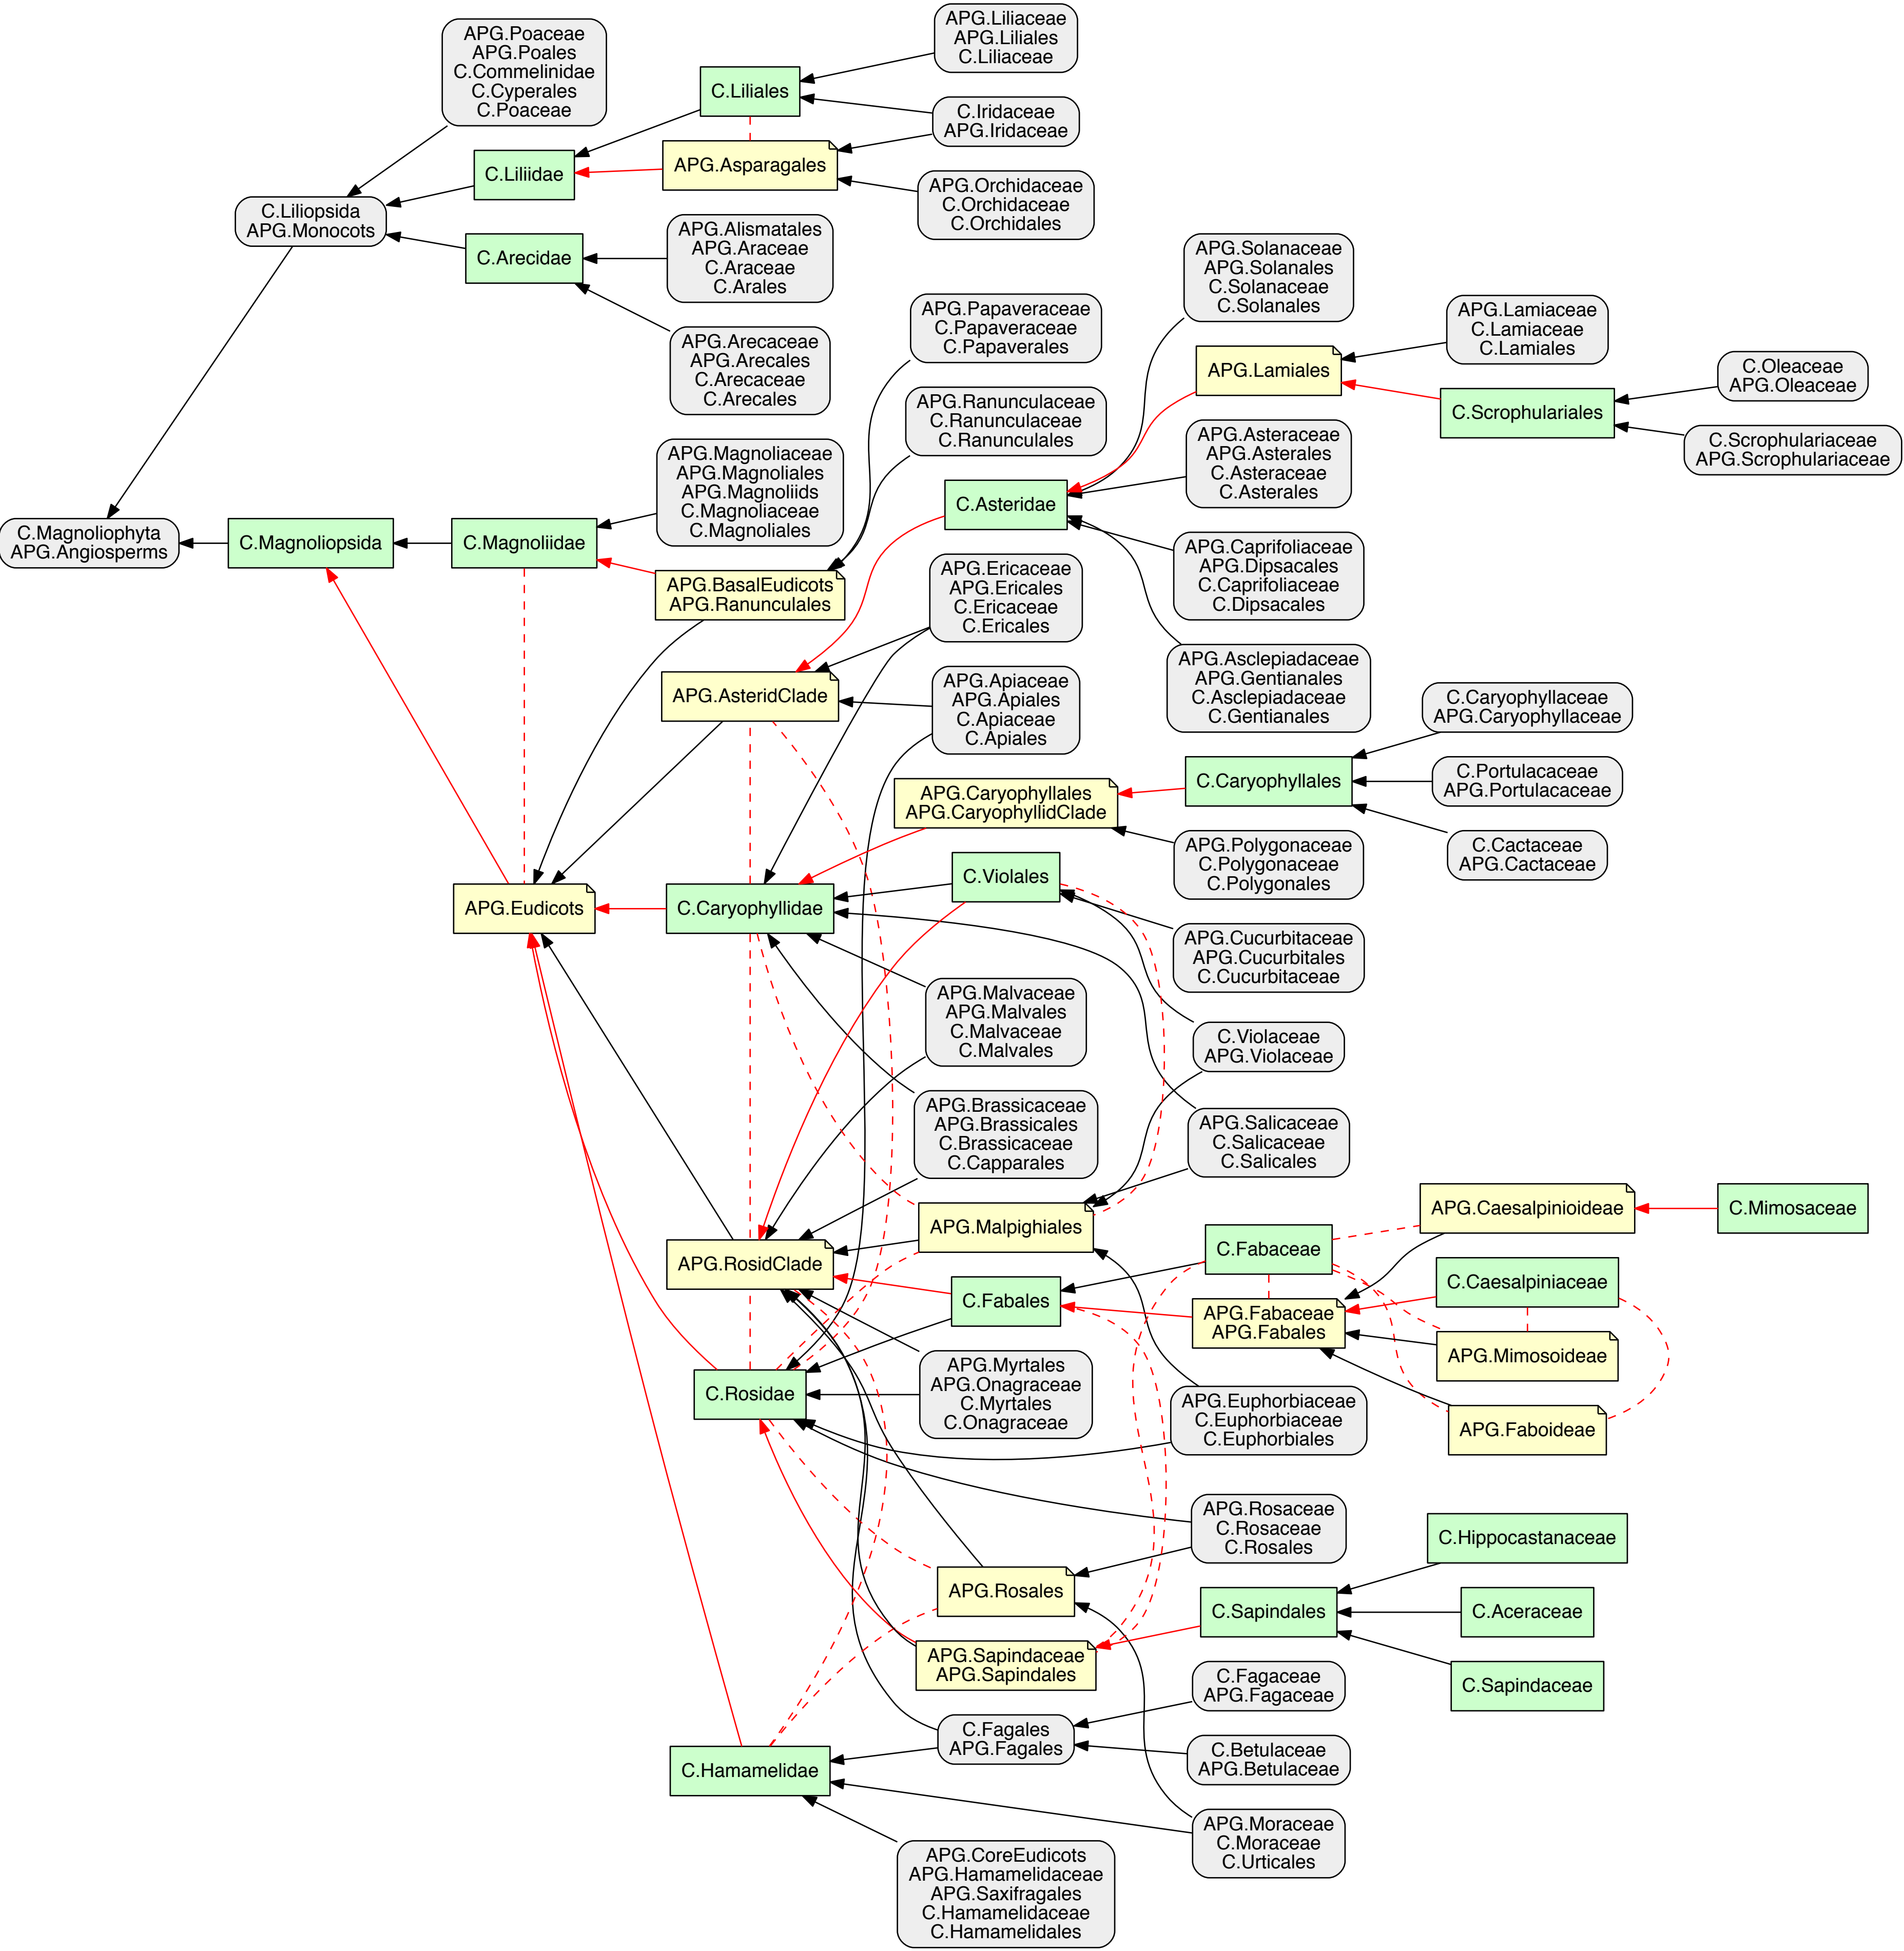 APG.Poaceae
APG.Poales
C.Commelinidae
C.Cyperales
C.Poaceae
C.Liliopsida
APG.Monocots
C.Liliidae
C.Arecidae
C.Liliales
APG.Asparagales
APG.Liliaceae
APG.Liliales
C.Liliaceae
C.Iridaceae
APG.Iridaceae
APG.Orchidaceae
C.Orchidaceae
C.Orchidales
APG.Alismatales
APG.Araceae
C.Araceae
C.Arales
APG.Arecaceae
APG.Arecales
C.Arecaceae
C.Arecales
C.Magnoliophyta
APG.Angiosperms
C.Magnoliopsida
C.Magnoliidae
APG.Magnoliaceae
APG.Magnoliales
APG.Magnoliids
C.Magnoliaceae
C.Magnoliales
APG.BasalEudicots
APG.Ranunculales
APG.Papaveraceae
C.Papaveraceae
C.Papaverales
APG.Ranunculaceae
C.Ranunculaceae
C.Ranunculales
C.Asteridae
APG.Solanaceae
APG.Solanales
C.Solanaceae
C.Solanales
APG.Lamiales
APG.Lamiaceae
C.Lamiaceae
C.Lamiales
C.Scrophulariales
C.Oleaceae
APG.Oleaceae
C.Scrophulariaceae
APG.Scrophulariaceae
APG.Asteraceae
APG.Asterales
C.Asteraceae
C.Asterales
APG.Caprifoliaceae
APG.Dipsacales
C.Caprifoliaceae
C.Dipsacales
APG.Asclepiadaceae
APG.Gentianales
C.Asclepiadaceae
C.Gentianales
APG.Ericaceae
APG.Ericales
C.Ericaceae
C.Ericales
APG.AsteridClade
APG.Apiaceae
APG.Apiales
C.Apiaceae
C.Apiales
APG.Caryophyllales
APG.CaryophyllidClade
C.Caryophyllales
C.Caryophyllaceae
APG.Caryophyllaceae
C.Portulacaceae
APG.Portulacaceae
C.Cactaceae
APG.Cactaceae
APG.Polygonaceae
C.Polygonaceae
C.Polygonales
APG.Eudicots
C.Caryophyllidae
C.Violales
APG.Cucurbitaceae
APG.Cucurbitales
C.Cucurbitaceae
APG.Malvaceae
APG.Malvales
C.Malvaceae
C.Malvales
C.Violaceae
APG.Violaceae
APG.Brassicaceae
APG.Brassicales
C.Brassicaceae
C.Capparales
APG.Salicaceae
C.Salicaceae
C.Salicales
APG.Malpighiales
APG.RosidClade
C.Fabales
C.Fabaceae
APG.Fabaceae
APG.Fabales
APG.Caesalpinioideae
C.Mimosaceae
C.Caesalpiniaceae
APG.Mimosoideae
APG.Faboideae
C.Rosidae
APG.Myrtales
APG.Onagraceae
C.Myrtales
C.Onagraceae
APG.Euphorbiaceae
C.Euphorbiaceae
C.Euphorbiales
APG.Rosaceae
C.Rosaceae
C.Rosales
APG.Rosales
C.Sapindales
C.Hippocastanaceae
C.Aceraceae
C.Sapindaceae
APG.Sapindaceae
APG.Sapindales
C.Fagaceae
APG.Fagaceae
C.Fagales
APG.Fagales
C.Betulaceae
APG.Betulaceae
C.Hamamelidae
APG.Moraceae
C.Moraceae
C.Urticales
APG.CoreEudicots
APG.Hamamelidaceae
APG.Saxifragales
C.Hamamelidaceae
C.Hamamelidales